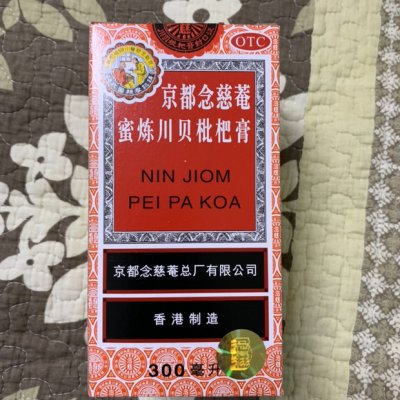 OTC
京都念慈菴
蜜炼川贝枇杷膏
NIN JIOM
PEI PA KOA
京都念慈菴总厂有限公司
香港制造
300毫升